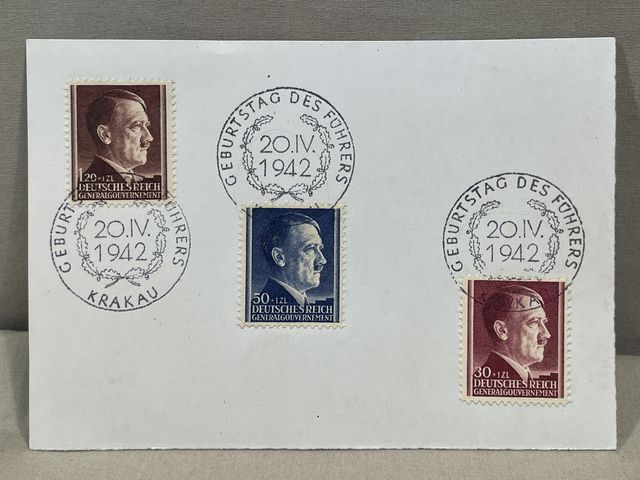 1.20+1ZL
DEUTSCHES REICH
GENERALGOUVERNEMENT
GEBURTSTAG DES FÜHRERS
20.IV.
1942
KRAKAU
GEBURTSTAG DES FÜHRERS
20.IV.
1942
50+1ZL
DEUTSCHES REICH
GENERALGOUVERNEMENT
GEBURTSTAG DES FÜHRERS
20.IV.
1942
KRAKAU
30+1ZL
DEUTSCHES REICH
GENERALGOUVERNEMENT